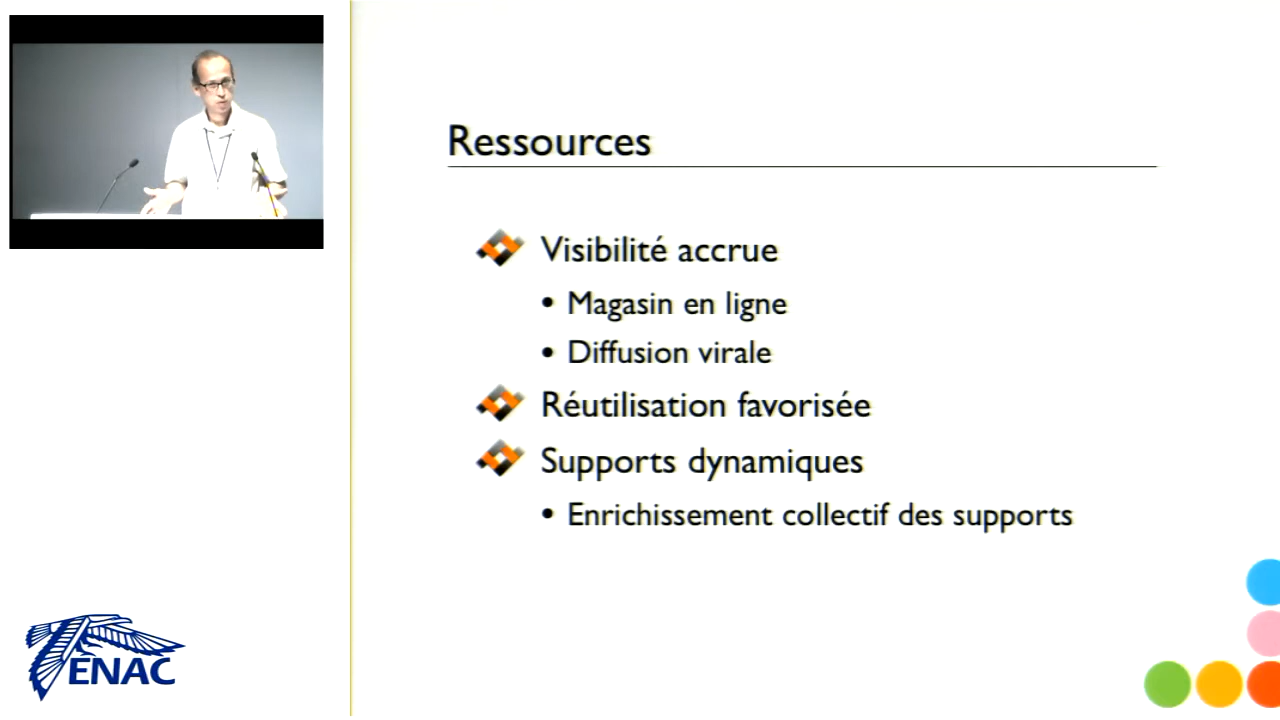 Ressources
Visibilité accrue
• Magasin en ligne
• Diffusion virale
Réutilisation favorisée
Supports dynamiques
• Enrichissement collectif des supports
ENAC